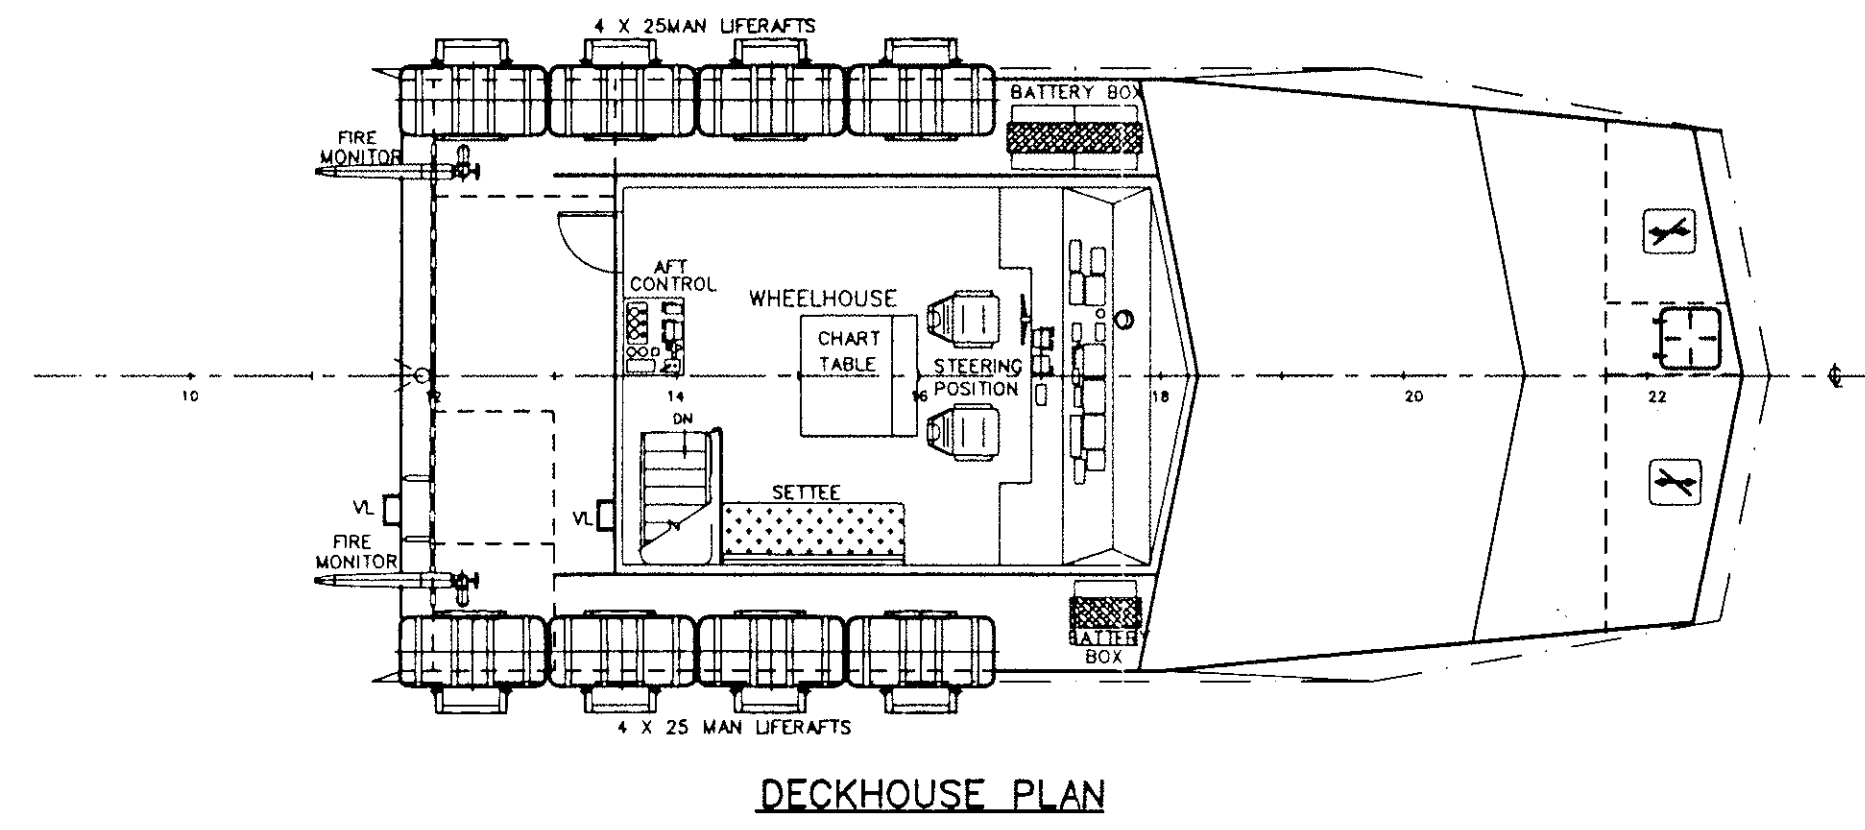 4 X 25MAN LIFERAFTS
BATTERY BOX
FIRE
MONITOR
AFT
CONTROL
WHEELHOUSE
CHART
TABLE
STEERING
POSITION
10
12
14
16
18
20
22
DN
SETTEE
VL
VL
FIRE
MONITOR
BATTERY
BOX
4 X 25 MAN LIFERAFTS
DECKHOUSE PLAN